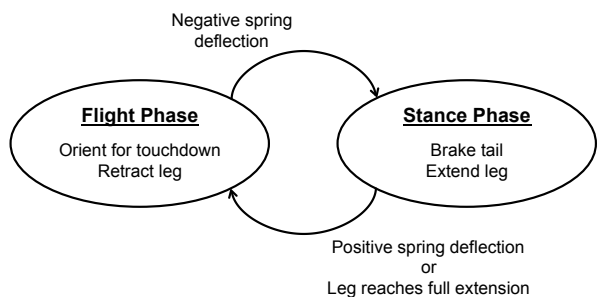 Negative spring
deflection
Flight Phase
Orient for touchdown
Retract leg
Stance Phase
Brake tail
Extend leg
Positive spring deflection
or
Leg reaches full extension